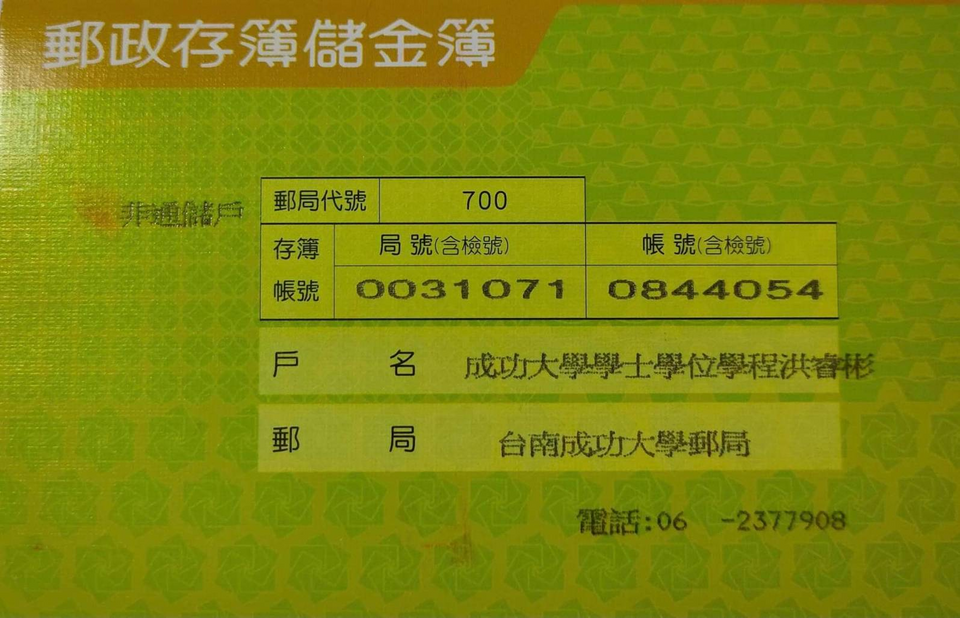 郵政存簿儲金簿
非通儲戶
郵局代號 700
存簿帳號 局號(含檢號) 帳號(含檢號)
0031071 0844054
戶名 成功大學學士學位學程洪睿彬
郵局 台南成功大學郵局
電話:06 -2377908